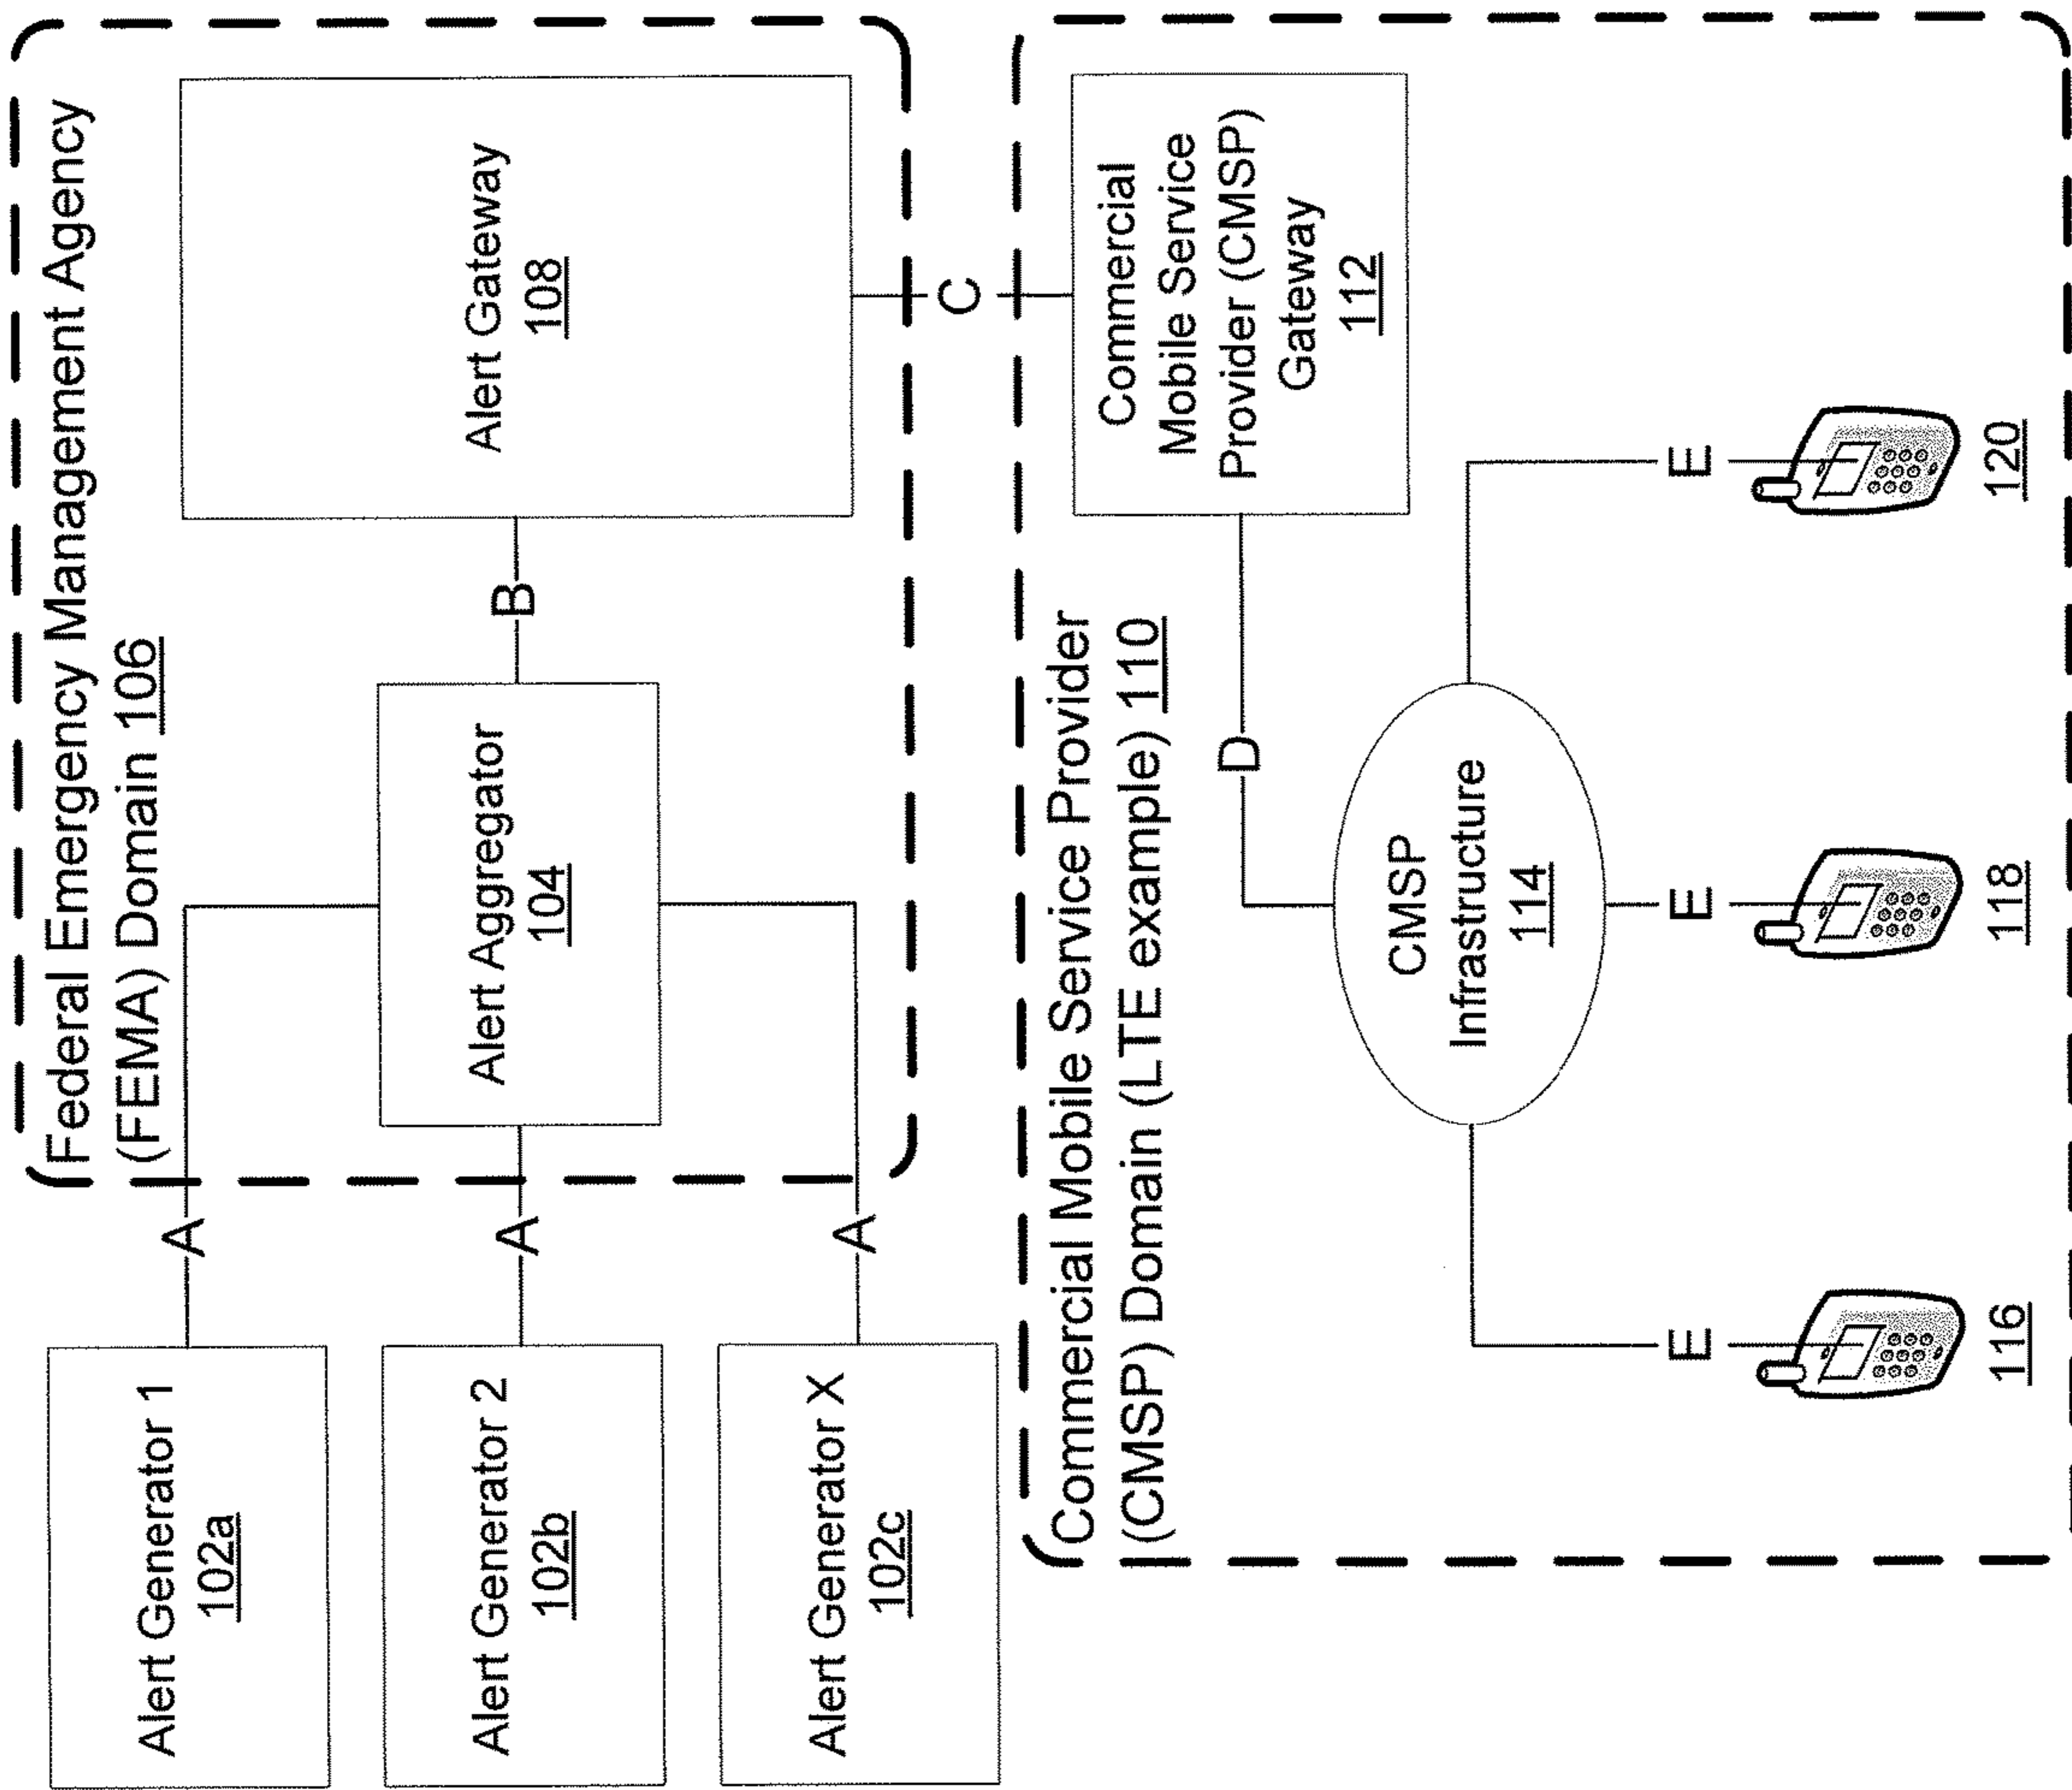 Federal Emergency Management Agency
(FEMA) Domain 106
Alert Generator 1
102a
A
Alert Generator 2
102b
A
Alert Generator X
102c
A
Alert Aggregator
104
B
Alert Gateway
108
C
Commercial Mobile Service Provider
(CMSP) Domain (LTE example) 110
Commercial
Mobile Service
Provider (CMSP)
Gateway
112
D
CMSP
Infrastructure
114
E
E
E
116
118
120